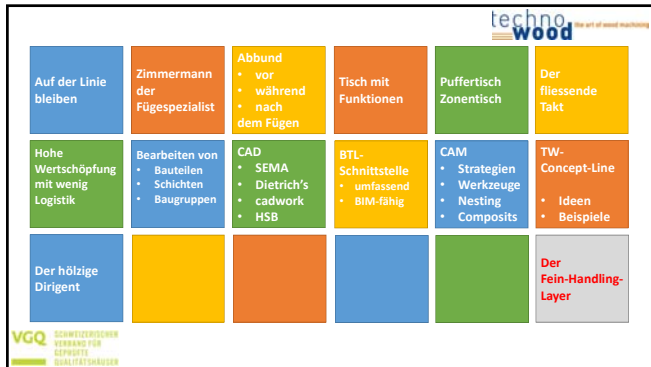 techno
wood the art of wood machining
Auf der Linie
bleiben
Zimmermann
der
Fügespezialist
Abbund
• vor
• während
• nach
dem Fügen
Tisch mit
Funktionen
Puffertisch
Zonentisch
Der
fliessende
Takt
Hohe
Wertschöpfung
mit wenig
Logistik
Bearbeiten von
• Bauteilen
• Schichten
• Baugruppen
CAD
• SEMA
• Dietrich's
• cadwork
• HSB
BTL-
Schnittstelle
• umfassend
• BIM-fähig
CAM
• Strategien
• Werkzeuge
• Nesting
• Composits
TW-
Concept-Line
• Ideen
• Beispiele
Der hölzige
Dirigent
Der
Fein-Handling-
Layer
VGQ SCHWEIZERISCHER
VERBAND FÜR
GEPRÜFTE
QUALITÄTSHÄUSER